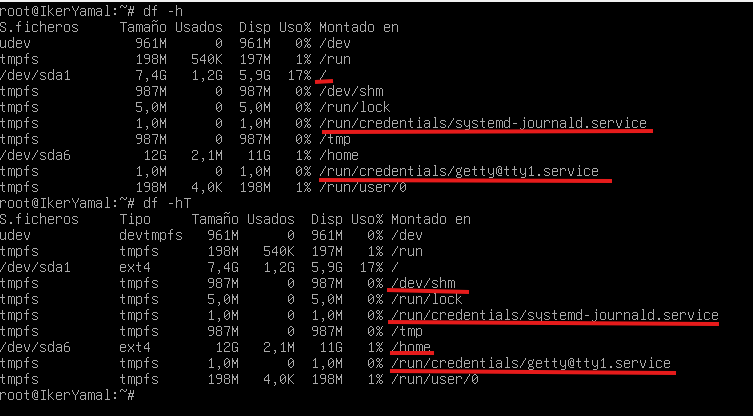 root@IkerYamal:~# df -h
S.ficheros     Tamaño Usados  Disp Uso% Montado en
udev             961M      0  961M   0% /dev
tmpfs            198M   540K  197M   1% /run
/dev/sda1        7,4G   1,2G  5,9G  17% /
tmpfs            987M      0  987M   0% /dev/shm
tmpfs            5,0M      0  5,0M   0% /run/lock
tmpfs            1,0M      0  1,0M   0% /run/credentials/systemd-journald.service
tmpfs            987M      0  987M   0% /tmp
/dev/sda6         12G   2,1M   11G   1% /home
tmpfs            1,0M      0  1,0M   0% /run/credentials/getty@tty1.service
tmpfs            198M   4,0K  198M   1% /run/user/0
root@IkerYamal:~# df -hT
S.ficheros     Tipo     Tamaño Usados  Disp Uso% Montado en
udev           devtmpfs   961M      0  961M   0% /dev
tmpfs          tmpfs      198M   540K  197M   1% /run
/dev/sda1      ext4       7,4G   1,2G  5,9G  17% /
tmpfs          tmpfs      987M      0  987M   0% /dev/shm
tmpfs          tmpfs      5,0M      0  5,0M   0% /run/lock
tmpfs          tmpfs      1,0M      0  1,0M   0% /run/credentials/systemd-journald.service
tmpfs          tmpfs      987M      0  987M   0% /tmp
/dev/sda6      ext4        12G   2,1M   11G   1% /home
tmpfs          tmpfs      1,0M      0  1,0M   0% /run/credentials/getty@tty1.service
tmpfs          tmpfs      198M   4,0K  198M   1% /run/user/0
root@IkerYamal:~#